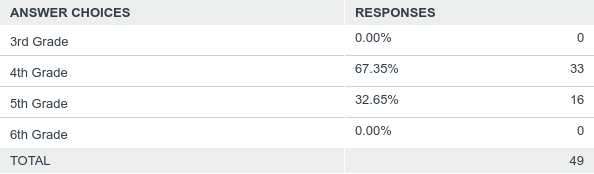 ANSWER CHOICES RESPONSES
3rd Grade 0.00% 0
4th Grade 67.35% 33
5th Grade 32.65% 16
6th Grade 0.00% 0
TOTAL 49